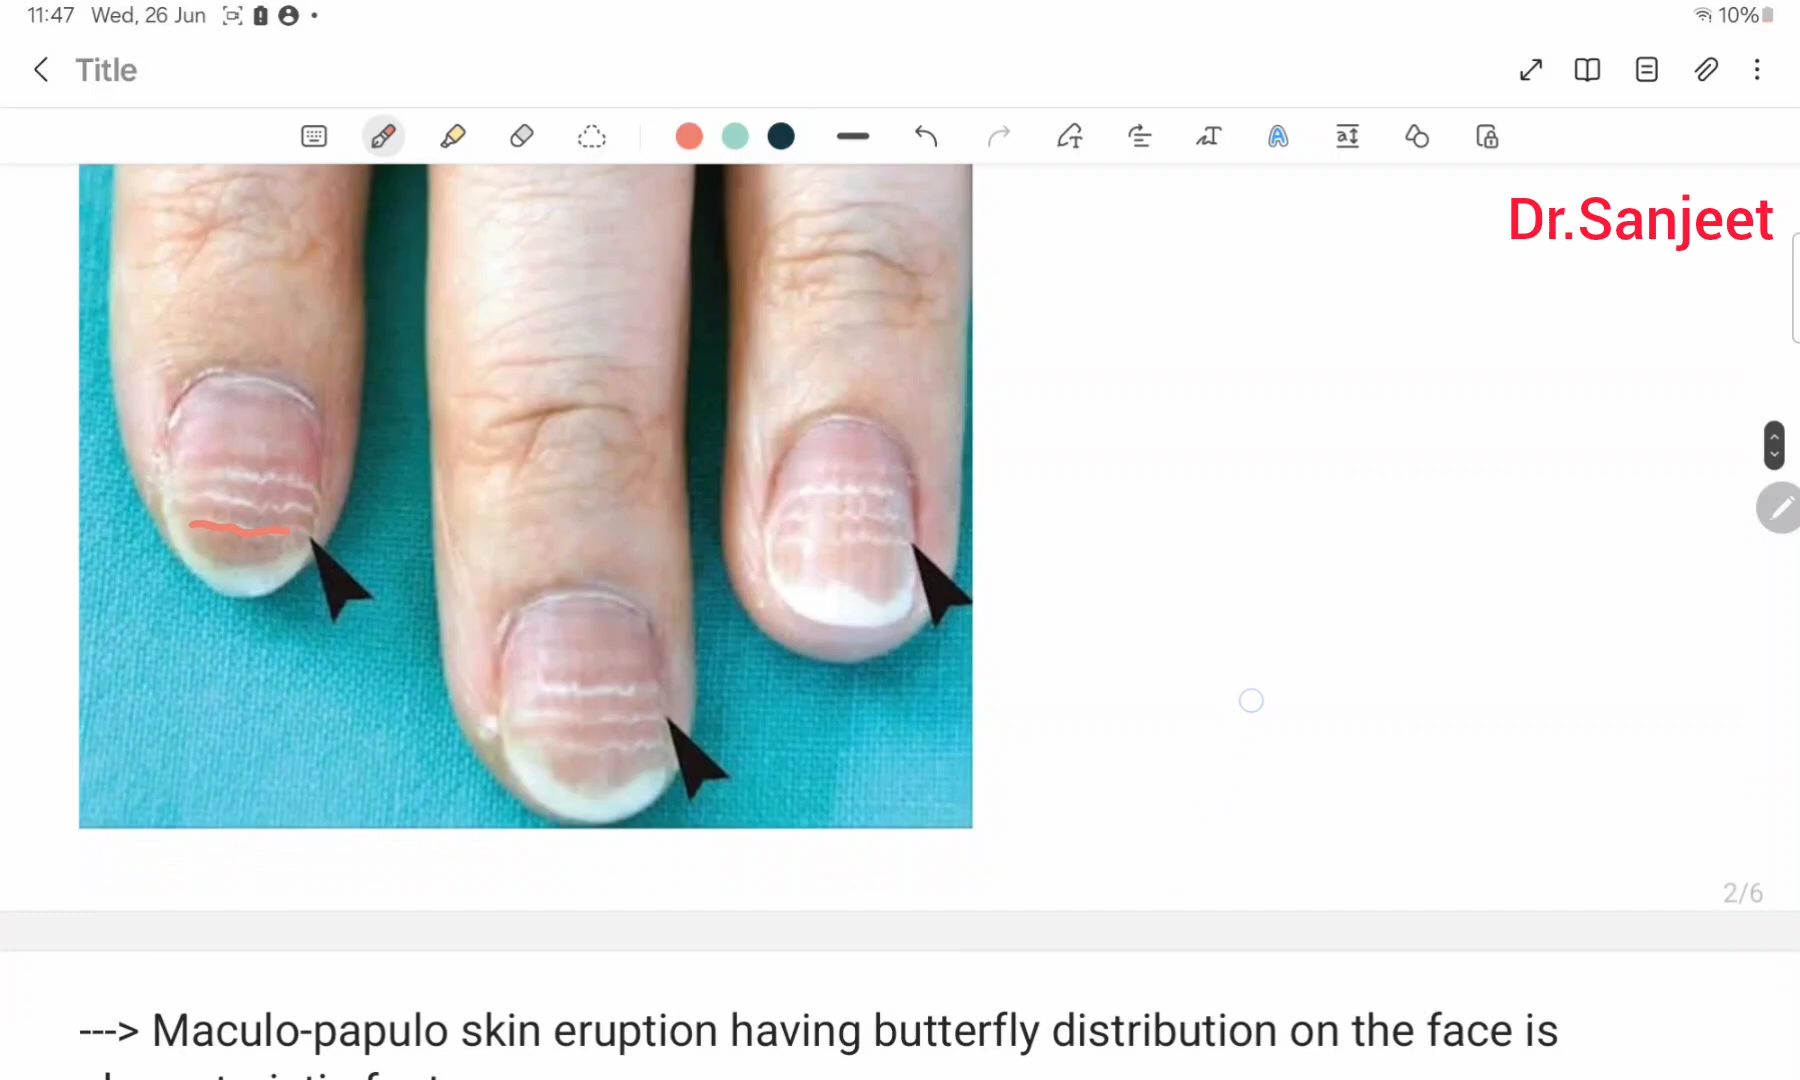 11:47 Wed, 26 Jun 10%
Title
Dr.Sanjeet
2/6
---> Maculo-papulo skin eruption having butterfly distribution on the face is